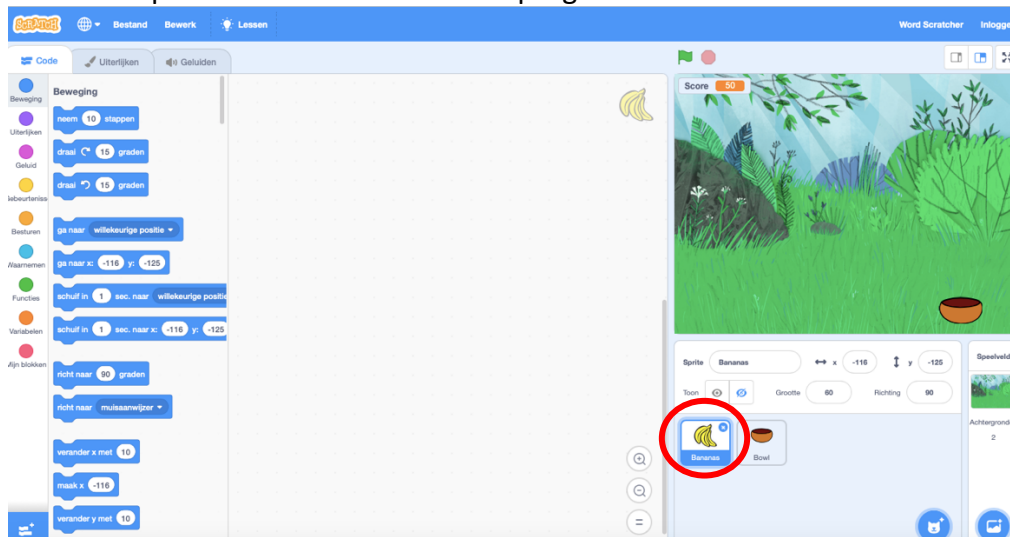 SCRATCH Bestand Bewerk Lessen Word Scratcher Inlogge
Code Uiterlijken Geluiden
Beweging
Uiterlijken
Geluid
Besturen
Waarnemen
Functies
Variabelen
Mijn blokken
Beweging
neem 10 stappen
draai 15 graden
draai 15 graden
ga naar willekeurige positie
ga naar x: -116 y: -125
schuif in 1 sec. naar willekeurige positie
schuif in 1 sec. naar x: -116 y: -125
richt naar 90 graden
richt naar muisaanwijzer
verander x met 10
maak x -116
verander y met 10
Score 50
Sprite Bananas x -116 y -125
Toon Grootte 60 Richting 90
Bananas Bowl
Speelveld
Achtergrond
2